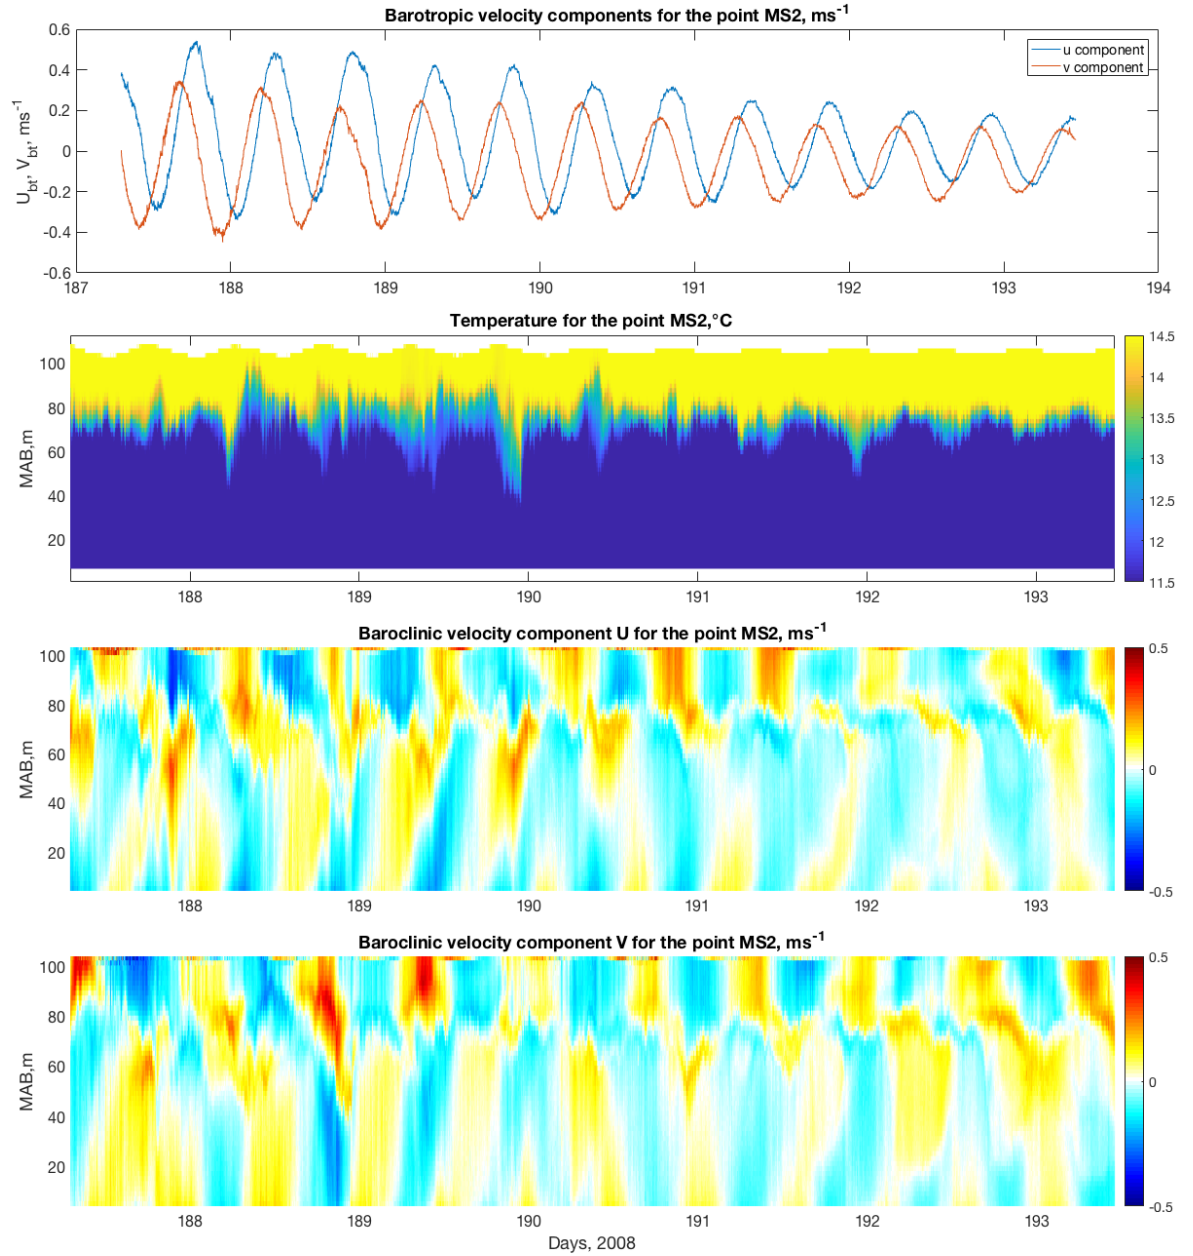 Barotropic velocity components for the point MS2, ms⁻¹
0.6
0.4
0.2
0
-0.2
-0.4
-0.6
U_bt, V_bt, ms⁻¹
u component
v component
187 188 189 190 191 192 193 194
Temperature for the point MS2,°C
100
80
60
40
20
MAB,m
14.5
14
13.5
13
12.5
12
11.5
188 189 190 191 192 193
Baroclinic velocity component U for the point MS2, ms⁻¹
100
80
60
40
20
MAB,m
0.5
0
-0.5
188 189 190 191 192 193
Baroclinic velocity component V for the point MS2, ms⁻¹
100
80
60
40
20
MAB,m
0.5
0
-0.5
188 189 190 191 192 193
Days, 2008